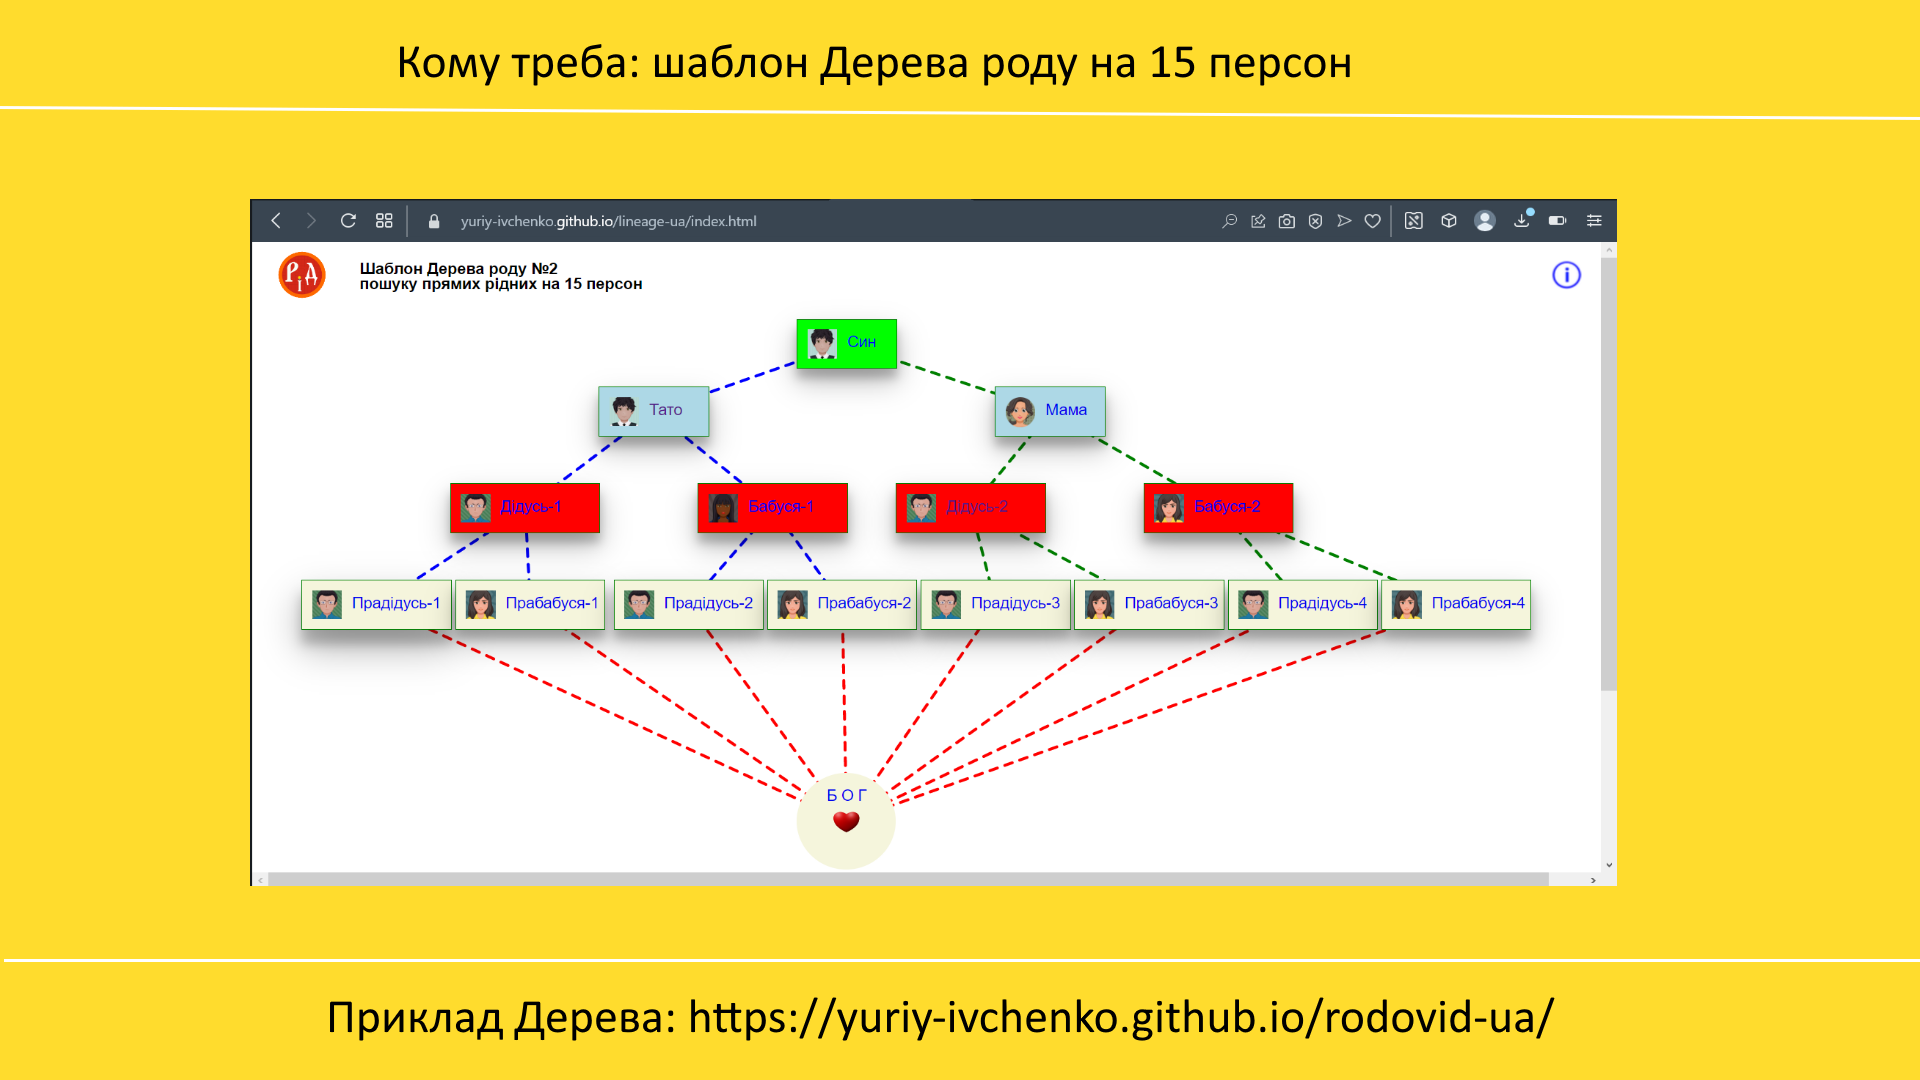 Кому треба: шаблон Дерева роду на 15 персон
yuriy-ivchenko.github.io/lineage-ua/index.html
РіД
Шаблон Дерева роду №2
пошуку прямих рідних на 15 персон
i
Син
Тато
Мама
Дідусь-1
Бабуся-1
Дідусь-2
Бабуся-2
Прадідусь-1
Прабабуся-1
Прадідусь-2
Прабабуся-2
Прадідусь-3
Прабабуся-3
Прадідусь-4
Прабабуся-4
Б О Г
Приклад Дерева: https://yuriy-ivchenko.github.io/rodovid-ua/